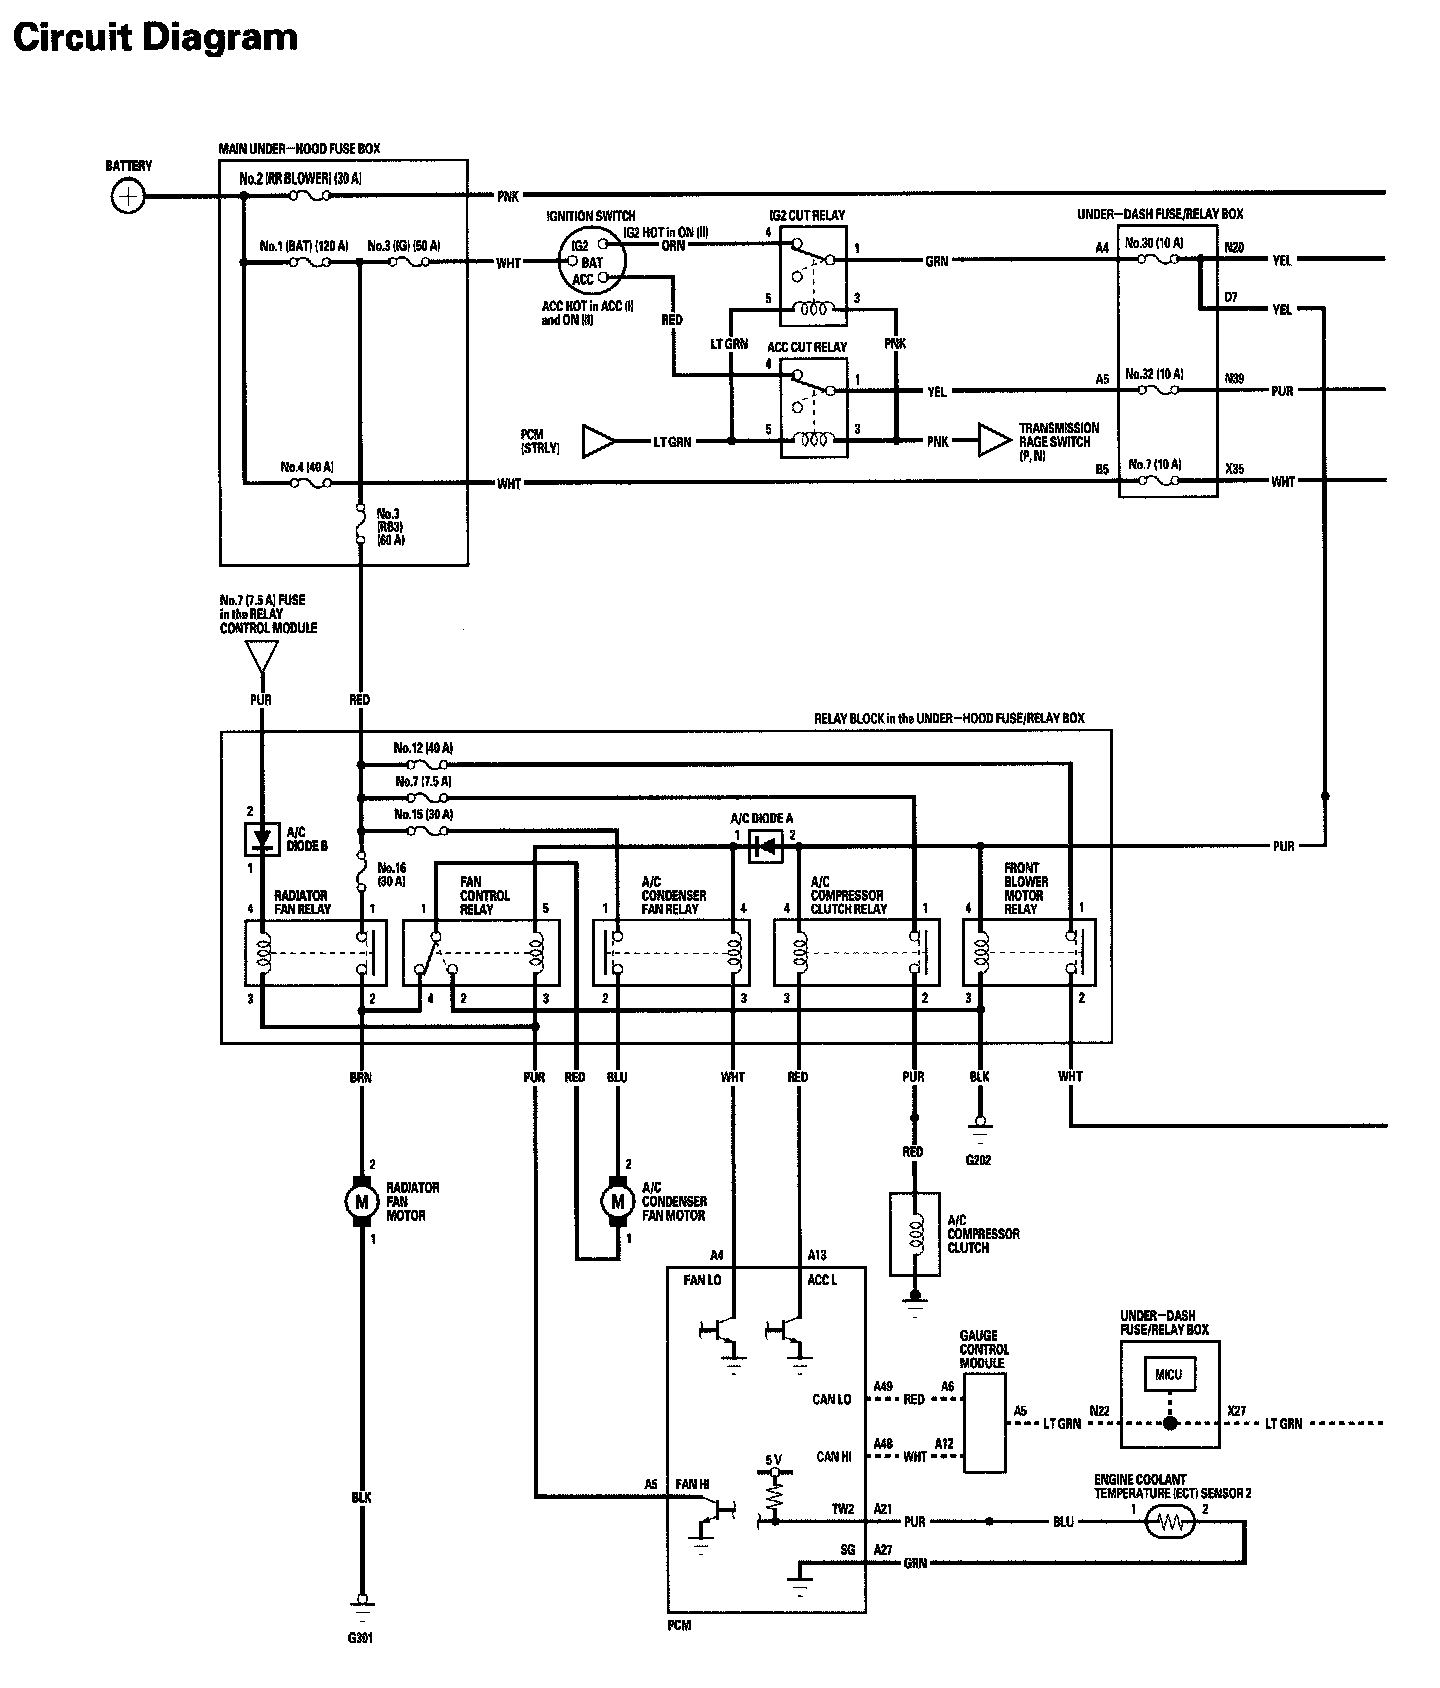 Circuit Diagram
MAIN UNDER-HOOD FUSE BOX
BATTERY
No.2 (RR BLOWER) (30 A)
PNK
No.1 (BAT) (120 A)
No.3 (IG) (50 A)
WHT
IGNITION SWITCH
IG2 HOT in ON (II)
IG2
BAT
ACC
ORN
ACC HOT in ACC (I)
and ON (II)
RED
IG2 CUT RELAY
4
1
5
3
GRN
LT GRN
PNK
ACC CUT RELAY
4
1
5
3
YEL
PCM
(STRLY)
LT GRN
PNK
TRANSMISSION
RAGE SWITCH
(P, N)
UNDER-DASH FUSE/RELAY BOX
A4
No.30 (10 A)
N20
YEL
D7
YEL
A5
No.32 (10 A)
N39
PUR
B5
No.7 (10 A)
X35
WHT
No.4 (40 A)
WHT
No.3
(RB3)
(60 A)
No.7 (7.5 A) FUSE
in the RELAY
CONTROL MODULE
PUR
RED
RELAY BLOCK in the UNDER-HOOD FUSE/RELAY BOX
No.12 (40 A)
No.7 (7.5 A)
No.15 (30 A)
2
A/C
DIODE B
1
No.16
(30 A)
A/C DIODE A
1
2
PUR
RADIATOR
FAN RELAY
4
1
3
2
FAN
CONTROL
RELAY
1
5
4
2
3
A/C
CONDENSER
FAN RELAY
1
4
2
3
A/C
COMPRESSOR
CLUTCH RELAY
4
1
3
2
FRONT
BLOWER
MOTOR
RELAY
4
1
3
2
BRN
PUR
RED
BLU
WHT
RED
PUR
BLK
WHT
RED
G202
2
M
RADIATOR
FAN
MOTOR
1
2
M
A/C
CONDENSER
FAN MOTOR
1
A/C
COMPRESSOR
CLUTCH
A4
A13
FAN LO
ACC L
CAN LO
A49
RED
A6
GAUGE
CONTROL
MODULE
CAN HI
A48
WHT
A12
A5
LT GRN
N22
UNDER-DASH
FUSE/RELAY BOX
MICU
X27
LT GRN
5 V
A5
FAN HI
TW2
A21
PUR
BLU
ENGINE COOLANT
TEMPERATURE (ECT) SENSOR 2
1
2
SG
A27
GRN
PCM
BLK
G301